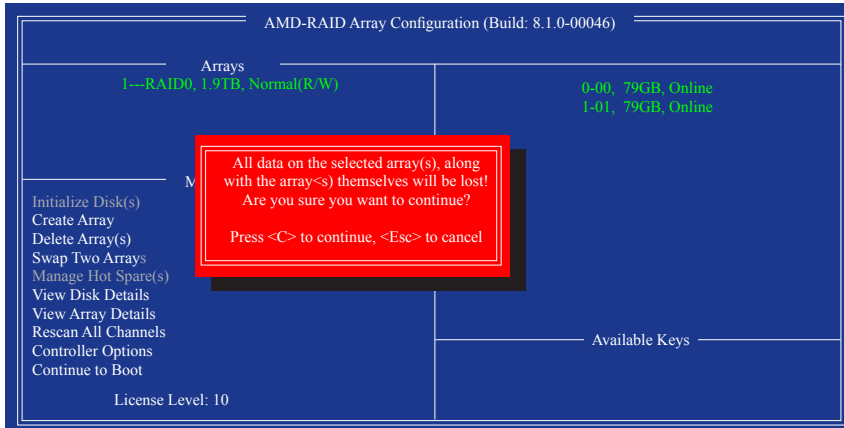 AMD-RAID Array Configuration (Build: 8.1.0-00046)
Arrays
1---RAID0, 1.9TB, Normal(R/W)
0-00, 79GB, Online
1-01, 79GB, Online
All data on the selected array(s), along
with the array<s) themselves will be lost!
Are you sure you want to continue?
Press <C> to continue, <Esc> to cancel
M
Initialize Disk(s)
Create Array
Delete Array(s)
Swap Two Arrays
Manage Hot Spare(s)
View Disk Details
View Array Details
Rescan All Channels
Controller Options
Continue to Boot
License Level: 10
Available Keys